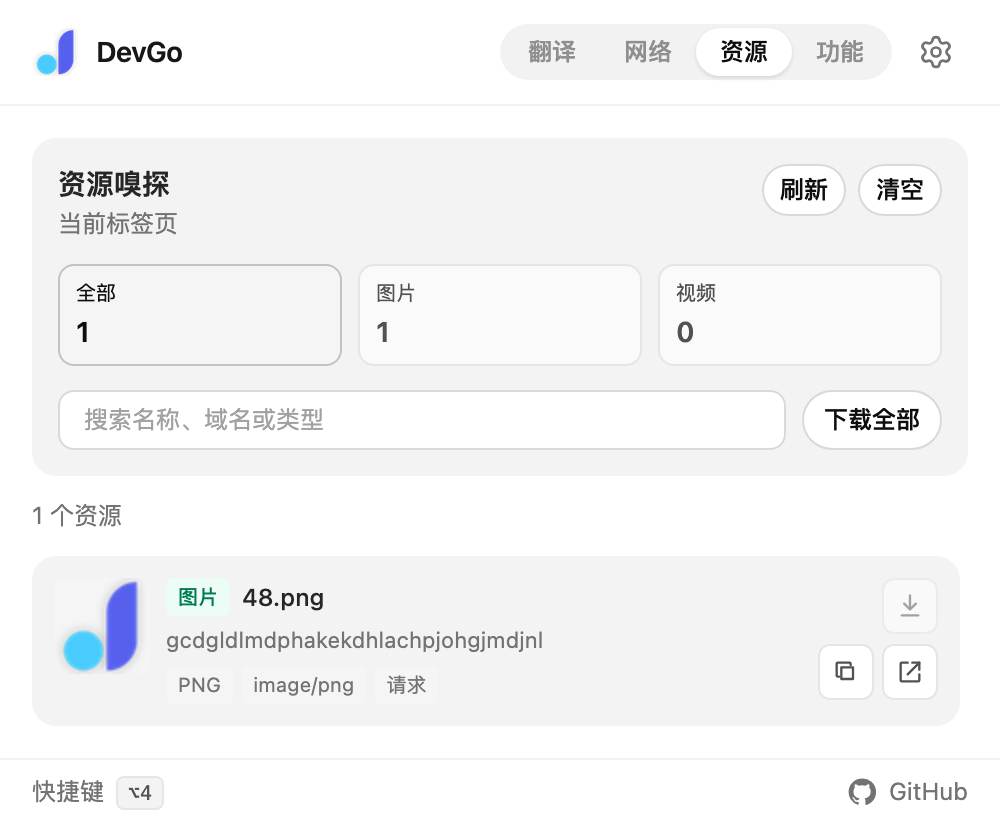 DevGo
翻译 网络 资源 功能
资源嗅探
当前标签页
刷新 清空
全部 图片 视频
1 1 0
搜索名称、域名或类型 下载全部
1 个资源
图片 48.png
gcdgldlmdphakekdhlachpjohgjmdjnl
PNG image/png 请求
快捷键 ⌥4 GitHub